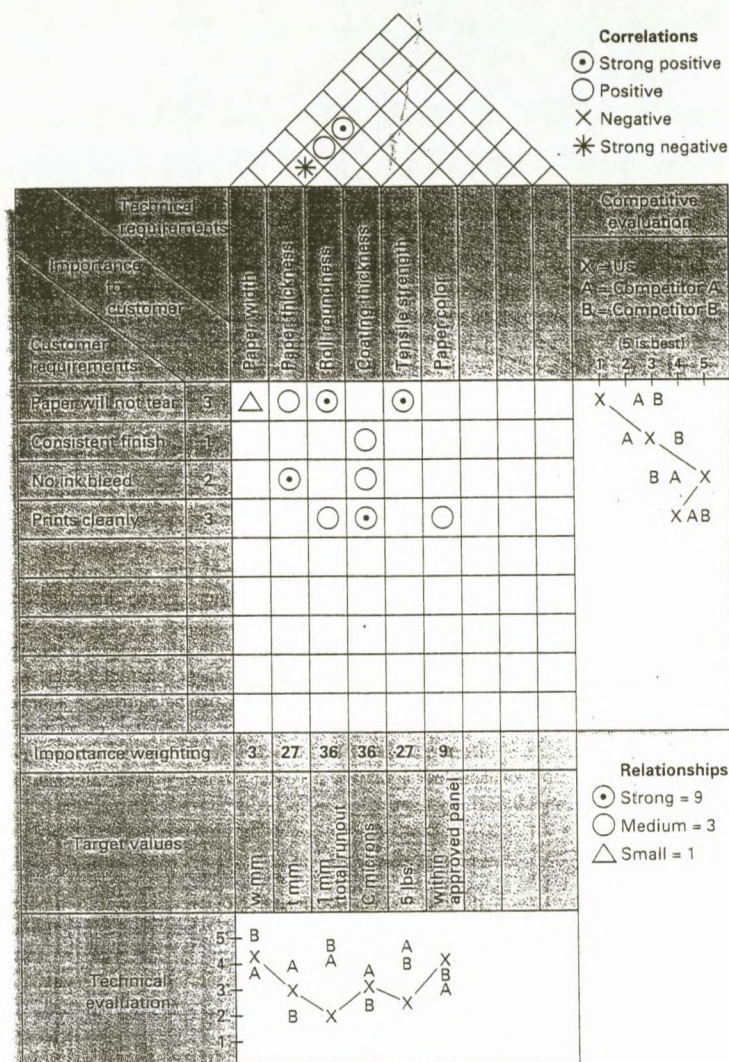 Correlations
Strong positive
Positive
Negative
Strong negative
Technical
requirements
Importance
to
customer
Customer
requirements
Paper width
Paper thickness
Roll roundness
Coating thickness
Tensile strength
Paper color
Competitive
evaluation
X = Us
A = Competitor A
B = Competitor B
(5 is best)
1 2 3 4 5
Paper will not tear 3
X A B
Consistent finish 1
A X B
No ink bleed 2
B A X
Prints cleanly 3
X A B
Importance weighting 3 27 36 36 27 9
Relationships
Strong = 9
Medium = 3
Small = 1
Target values
w mm
t mm
1 mm
total runout
C microns
5 lbs
within
approved panel
Technical
evaluation
5
4
3
2
1
B
X
A
A
X
B
B
A
X
A
X
B
A
B
X
X
B
A